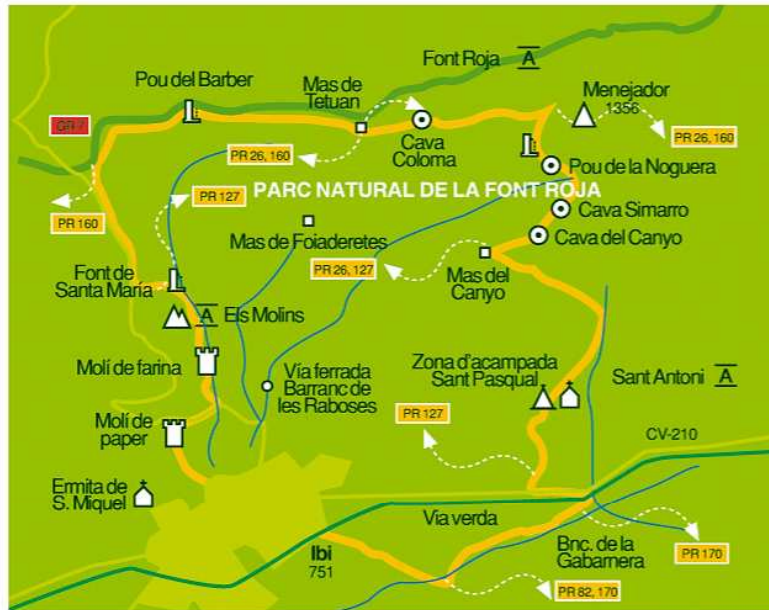 Font Roja A
Pou del Barber
Mas de
Tetuan
Menejador
1356
GR 7
Cava
Coloma
PR 26, 160
PR 26, 160
Pou de la Noguera
PR 127
PARC NATURAL DE LA FONT ROJA
PR 160
Cava Simarro
Mas de Foiaderetes
Cava del Canyo
PR 26, 127
Font de
Santa María
Mas del
Canyo
A Els Molins
Molí de farina
Vía ferrada
Barranc de
les Raboses
Zona d'acampada
Sant Pasqual
Sant Antoni A
PR 127
Molí de
paper
CV-210
Ermita de
S. Miquel
Via verda
Ibi
751
Bnc. de la
Gabarnera
PR 170
PR 82, 170